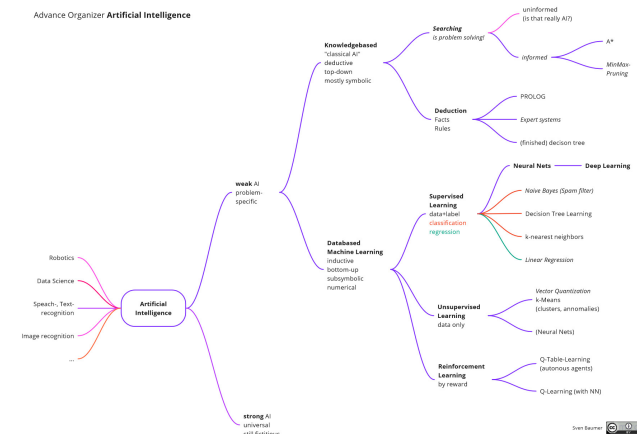 Advance Organizer Artificial Intelligence
uninformed
(is that really AI?)
Searching
is problem solving!
informed
A*
MinMax-
Pruning
Knowledgebased
"classical AI"
deductive
top-down
mostly symbolic
Deduction
Facts
Rules
PROLOG
Expert systems
(finished) decison tree
weak AI
problem-
specific
Neural Nets
Deep Learning
Supervised
Learning
data+label
classification
regression
Naive Bayes (Spam filter)
Decision Tree Learning
k-nearest neighbors
Linear Regression
Databased
Machine Learning
inductive
bottom-up
subsymbolic
numerical
Unsupervised
Learning
data only
Vector Quantization
k-Means
(clusters, annomalies)
(Neural Nets)
Reinforcement
Learning
by reward
Q-Table-Learning
(autonous agents)
Q-Learning (with NN)
Robotics
Data Science
Speach-, Text-
recognition
Image recognition
...
Artificial
Intelligence
strong AI
universal
Sven Baumer